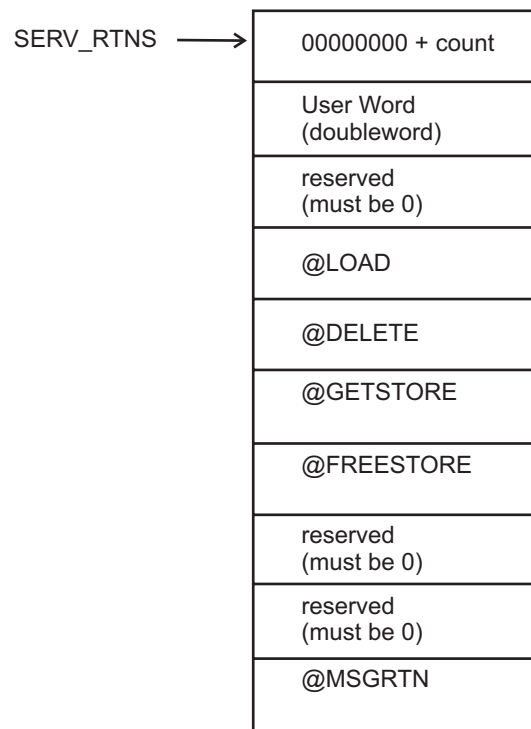 SERV_RTNS
00000000 + count
User Word
(doubleword)
reserved
(must be 0)
@LOAD
@DELETE
@GETSTORE
@FREESTORE
reserved
(must be 0)
reserved
(must be 0)
@MSGRTN